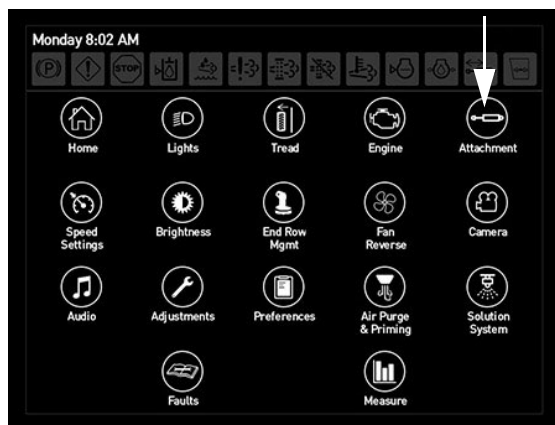 Monday 8:02 AM
(P) STOP
Home Lights Tread Engine Attachment
Speed Brightness End Row Fan Camera
Settings Mgmt Reverse
Audio Adjustments Preferences Air Purge Solution
& Priming System
Faults Measure